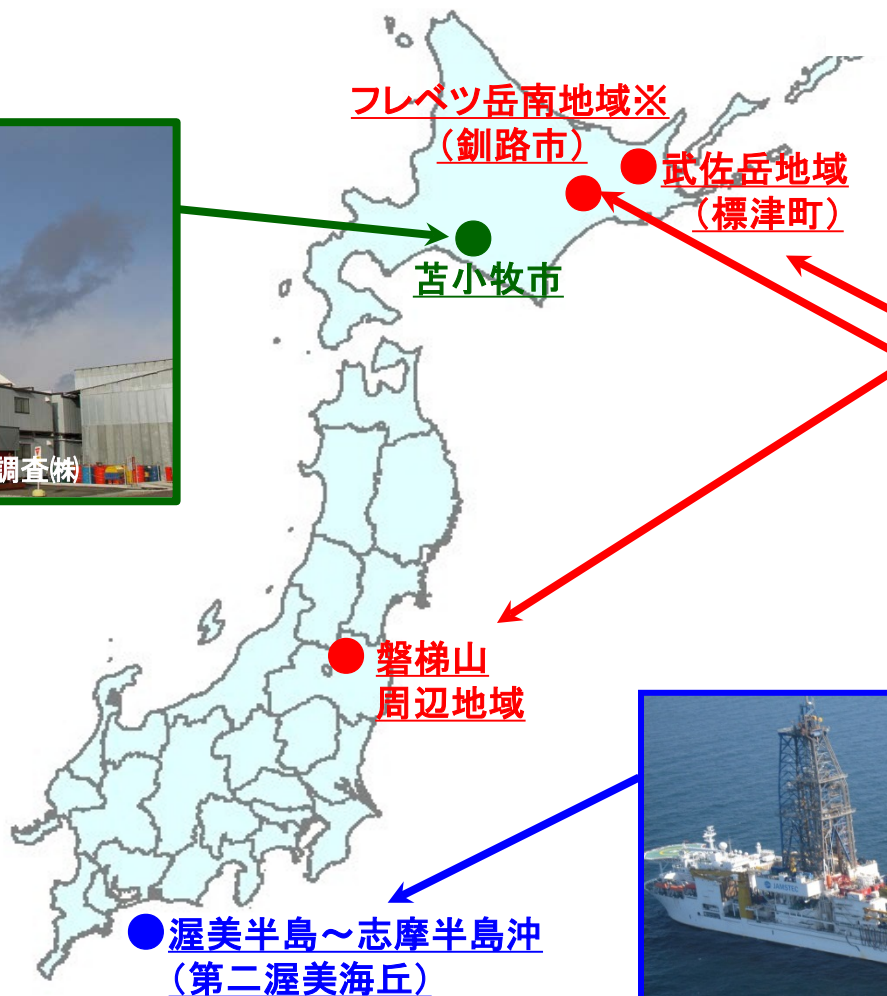 フレベツ岳南地域※
（釧路市）
武佐岳地域
（標津町）
苫小牧市
調査㈱
磐梯山
周辺地域
JAMSTEC
渥美半島～志摩半島沖
（第二渥美海丘）